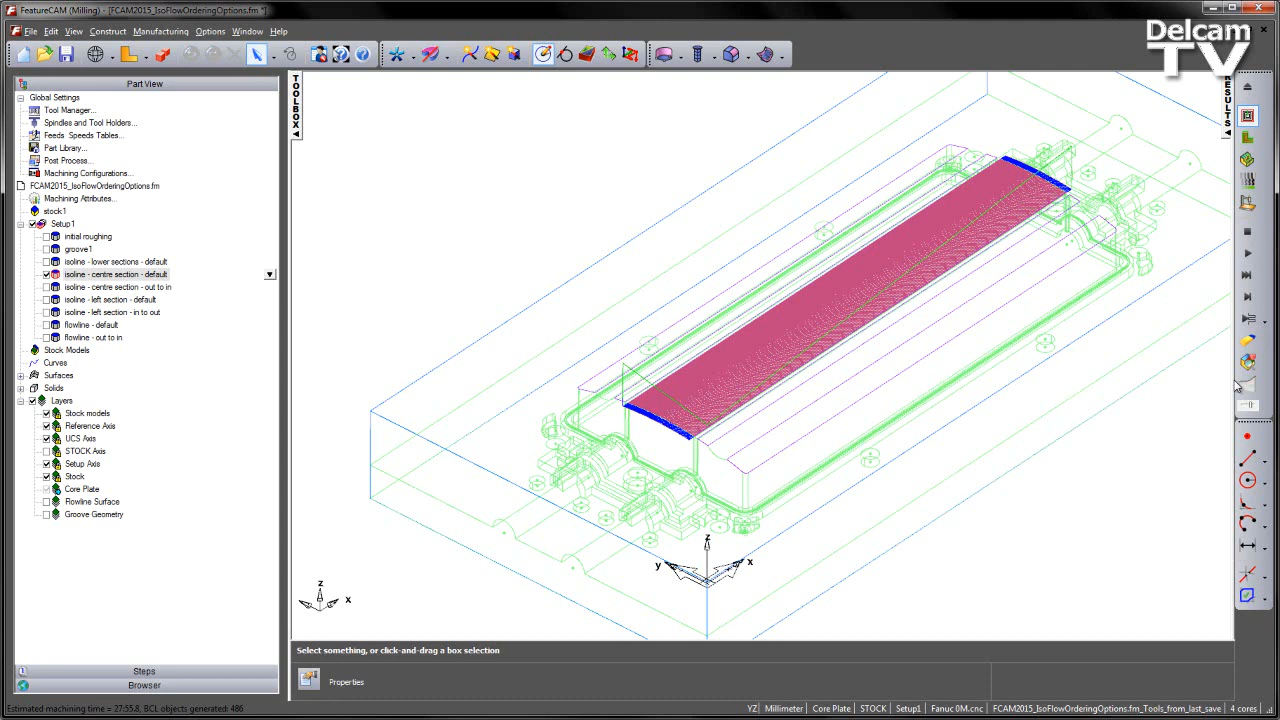 FeatureCAM (Milling) - [FCAM2015_IsoFlowOrderingOptions.fm *]
File Edit View Construct Manufacturing Options Window Help
Delcam
TV
Part View
Global Settings
Tool Manager...
Spindles and Tool Holders...
Feeds Speeds Tables...
Part Library...
Post Process...
Machining Configurations...
FCAM2015_IsoFlowOrderingOptions.fm
Machining Attributes...
stock1
Setup1
initial roughing
groove1
isoline - lower sections - default
isoline - centre section - default
isoline - centre section - out to in
isoline - left section - default
isoline - left section - in to out
flowline - default
flowline - out to in
Stock Models
Curves
Surfaces
Solids
Layers
Stock models
Reference Axis
UCS Axis
STOCK Axis
Setup Axis
Stock
Core Plate
Flowline Surface
Groove Geometry
Steps
Browser
TOOLBOX
RESULTS
z
y
x
z
x
Select something, or click-and-drag a box selection
Properties
Estimated machining time = 27:55.8, BCL objects generated: 486
YZ Millimeter Core Plate STOCK Setup1 Fanuc 0M.cnc FCAM2015_IsoFlowOrderingOptions.fm_Tools_from_last_save 4 cores